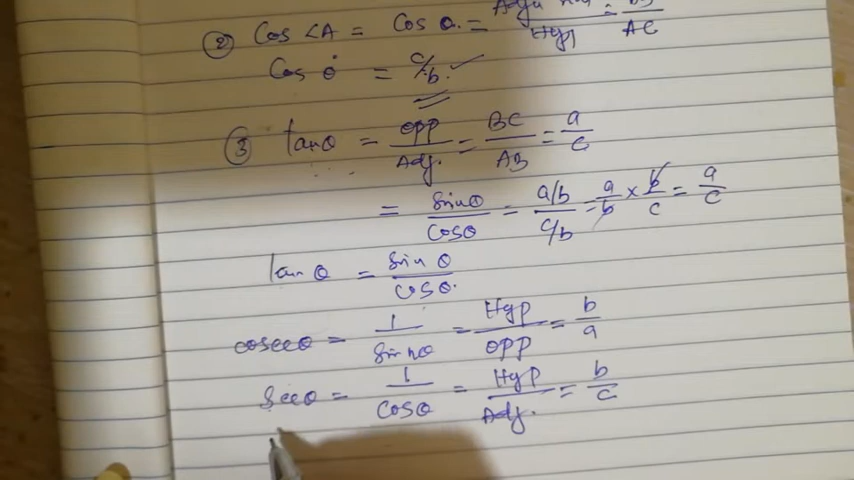 ② Cos ∠A = Cos θ. = Hyp AC
Cos θ = c/b. ✓
③ tanθ = opp/Adj. = BC/AB = a/c
= Sinθ/Cosθ = a/b / c/b = a/b × b/c = a/c
tan θ = Sin θ/cos θ.
cosecθ = 1/Sinθ = Hyp/opp = b/a
Secθ = 1/Cosθ = Hyp/Adj. = b/c